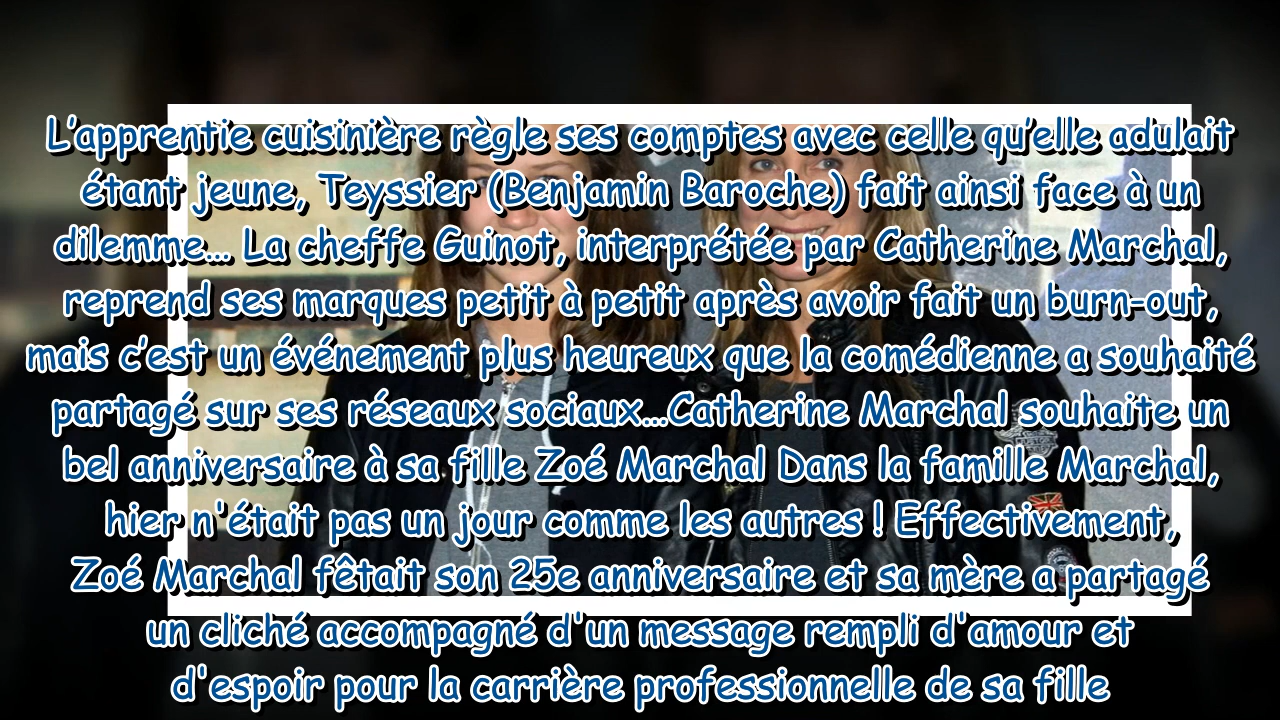 L’apprentie cuisinière règle ses comptes avec celle qu’elle adulait
étant jeune, Teyssier (Benjamin Baroche) fait ainsi face à un
dilemme... La cheffe Guinot, interprétée par Catherine Marchal,
reprend ses marques petit à petit après avoir fait un burn-out,
mais c’est un événement plus heureux que la comédienne a souhaité
partagé sur ses réseaux sociaux...Catherine Marchal souhaite un
bel anniversaire à sa fille Zoé Marchal Dans la famille Marchal,
hier n'était pas un jour comme les autres ! Effectivement,
Zoé Marchal fêtait son 25e anniversaire et sa mère a partagé
un cliché accompagné d'un message rempli d'amour et
d'espoir pour la carrière professionnelle de sa fille